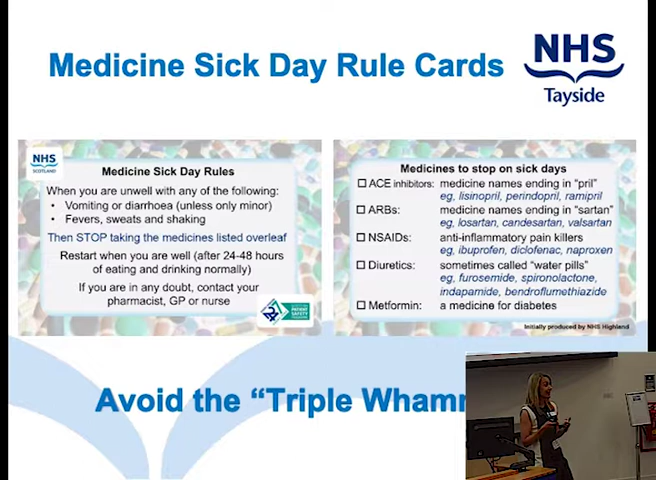 Medicine Sick Day Rule Cards
NHS
Tayside
NHS
SCOTLAND
Medicine Sick Day Rules
When you are unwell with any of the following:
• Vomiting or diarrhoea (unless only minor)
• Fevers, sweats and shaking
Then STOP taking the medicines listed overleaf
Restart when you are well (after 24-48 hours
of eating and drinking normally)
If you are in any doubt, contact your
pharmacist, GP or nurse
Medicines to stop on sick days
ACE inhibitors: medicine names ending in “pril”
eg, lisinopril, perindopril, ramipril
ARBs: medicine names ending in “sartan”
eg, losartan, candesartan, valsartan
NSAIDs: anti-inflammatory pain killers
eg, ibuprofen, diclofenac, naproxen
Diuretics: sometimes called “water pills”
eg, furosemide, spironolactone,
indapamide, bendroflumethiazide
Metformin: a medicine for diabetes
Initially produced by NHS Highland
Avoid the “Triple